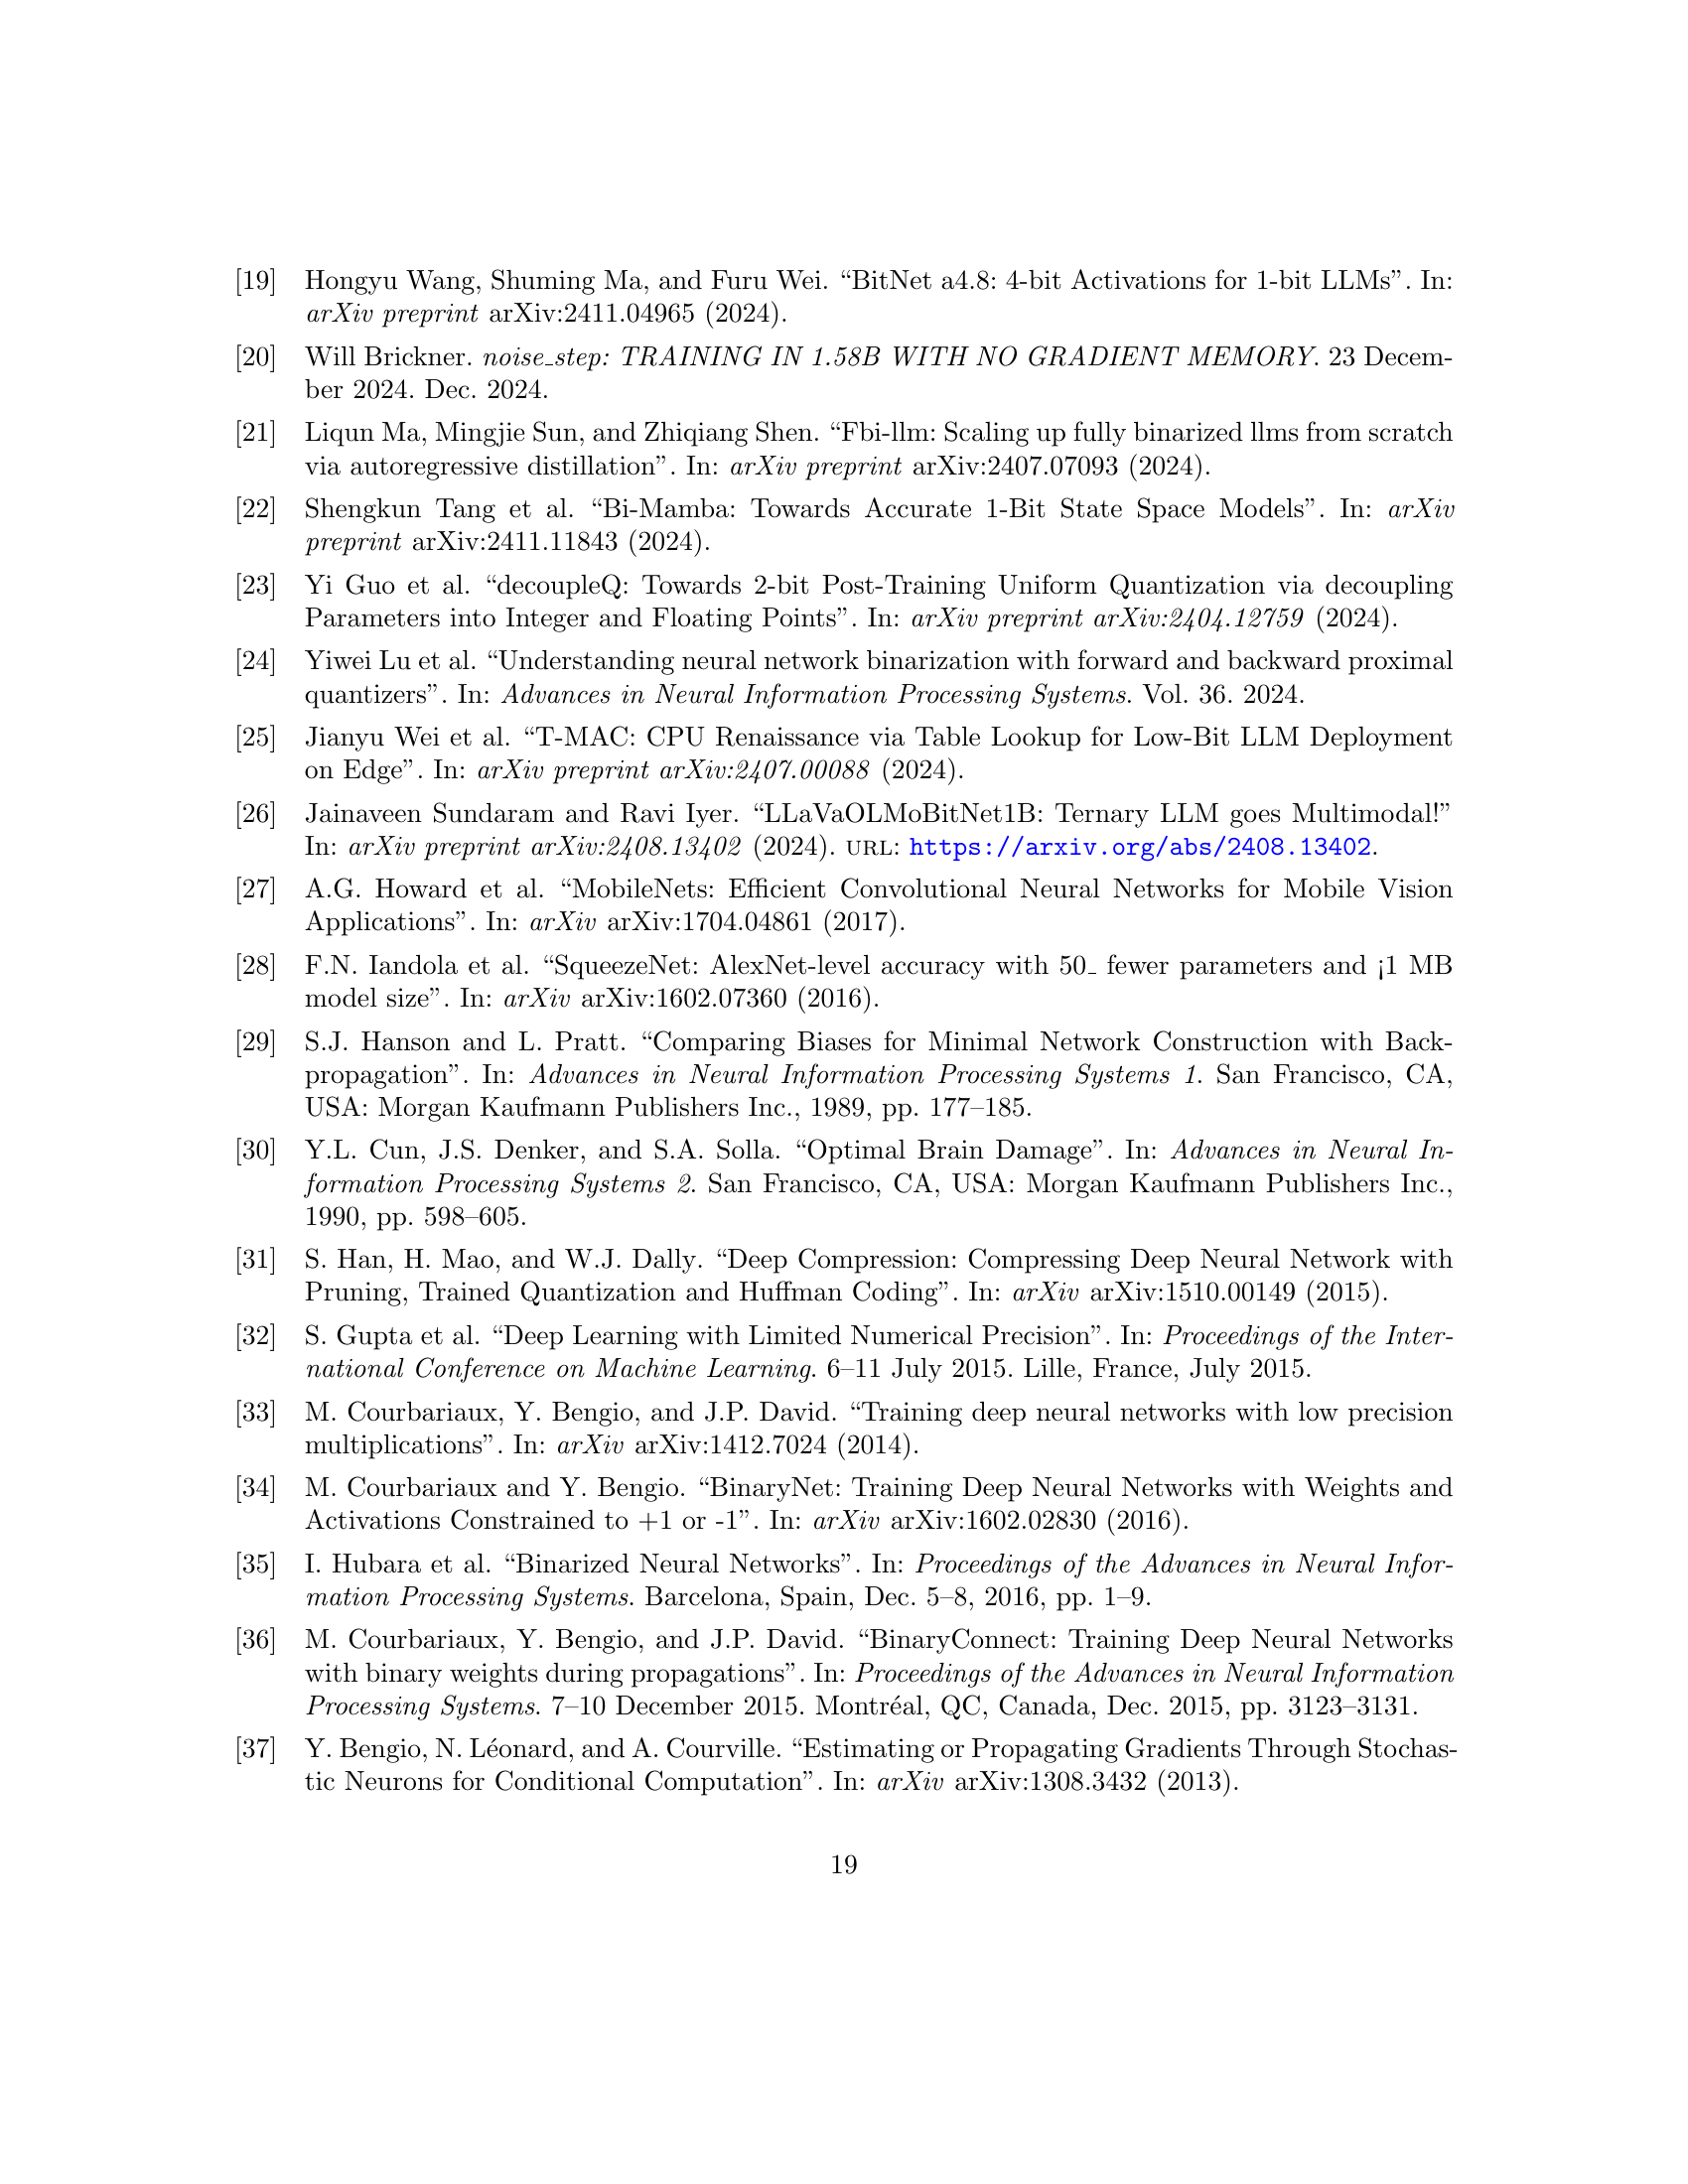 [19] Hongyu Wang, Shuming Ma, and Furu Wei. “BitNet a4.8: 4-bit Activations for 1-bit LLMs”. In:
arXiv preprint arXiv:2411.04965 (2024).
[20] Will Brickner. noise_step: TRAINING IN 1.58B WITH NO GRADIENT MEMORY. 23 Decem-
ber 2024. Dec. 2024.
[21] Liqun Ma, Mingjie Sun, and Zhiqiang Shen. “Fbi-llm: Scaling up fully binarized llms from scratch
via autoregressive distillation”. In: arXiv preprint arXiv:2407.07093 (2024).
[22] Shengkun Tang et al. “Bi-Mamba: Towards Accurate 1-Bit State Space Models”. In: arXiv
preprint arXiv:2411.11843 (2024).
[23] Yi Guo et al. “decoupleQ: Towards 2-bit Post-Training Uniform Quantization via decoupling
Parameters into Integer and Floating Points”. In: arXiv preprint arXiv:2404.12759 (2024).
[24] Yiwei Lu et al. “Understanding neural network binarization with forward and backward proximal
quantizers”. In: Advances in Neural Information Processing Systems. Vol. 36. 2024.
[25] Jianyu Wei et al. “T-MAC: CPU Renaissance via Table Lookup for Low-Bit LLM Deployment
on Edge”. In: arXiv preprint arXiv:2407.00088 (2024).
[26] Jainaveen Sundaram and Ravi Iyer. “LLaVaOLMoBitNet1B: Ternary LLM goes Multimodal!”
In: arXiv preprint arXiv:2408.13402 (2024). URL: https://arxiv.org/abs/2408.13402.
[27] A.G. Howard et al. “MobileNets: Efficient Convolutional Neural Networks for Mobile Vision
Applications”. In: arXiv arXiv:1704.04861 (2017).
[28] F.N. Iandola et al. “SqueezeNet: AlexNet-level accuracy with 50_ fewer parameters and ¡1 MB
model size”. In: arXiv arXiv:1602.07360 (2016).
[29] S.J. Hanson and L. Pratt. “Comparing Biases for Minimal Network Construction with Back-
propagation”. In: Advances in Neural Information Processing Systems 1. San Francisco, CA,
USA: Morgan Kaufmann Publishers Inc., 1989, pp. 177–185.
[30] Y.L. Cun, J.S. Denker, and S.A. Solla. “Optimal Brain Damage”. In: Advances in Neural In-
formation Processing Systems 2. San Francisco, CA, USA: Morgan Kaufmann Publishers Inc.,
1990, pp. 598–605.
[31] S. Han, H. Mao, and W.J. Dally. “Deep Compression: Compressing Deep Neural Network with
Pruning, Trained Quantization and Huffman Coding”. In: arXiv arXiv:1510.00149 (2015).
[32] S. Gupta et al. “Deep Learning with Limited Numerical Precision”. In: Proceedings of the Inter-
national Conference on Machine Learning. 6–11 July 2015. Lille, France, July 2015.
[33] M. Courbariaux, Y. Bengio, and J.P. David. “Training deep neural networks with low precision
multiplications”. In: arXiv arXiv:1412.7024 (2014).
[34] M. Courbariaux and Y. Bengio. “BinaryNet: Training Deep Neural Networks with Weights and
Activations Constrained to +1 or -1”. In: arXiv arXiv:1602.02830 (2016).
[35] I. Hubara et al. “Binarized Neural Networks”. In: Proceedings of the Advances in Neural Infor-
mation Processing Systems. Barcelona, Spain, Dec. 5–8, 2016, pp. 1–9.
[36] M. Courbariaux, Y. Bengio, and J.P. David. “BinaryConnect: Training Deep Neural Networks
with binary weights during propagations”. In: Proceedings of the Advances in Neural Information
Processing Systems. 7–10 December 2015. Montréal, QC, Canada, Dec. 2015, pp. 3123–3131.
[37] Y. Bengio, N. Léonard, and A. Courville. “Estimating or Propagating Gradients Through Stochas-
tic Neurons for Conditional Computation”. In: arXiv arXiv:1308.3432 (2013).
19